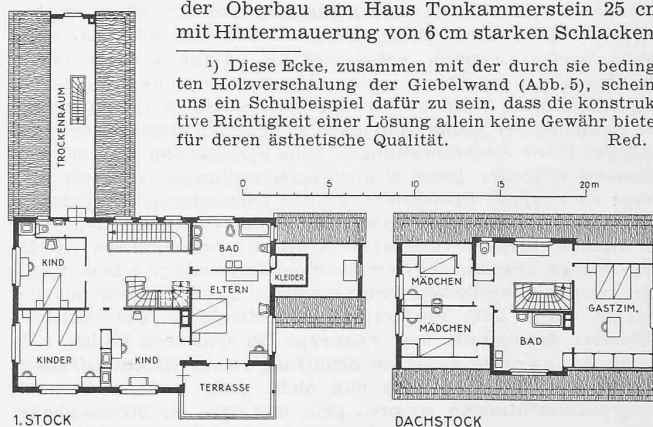 der Oberbau am Haus Tonkammerstein 25 cm
mit Hintermauerung von 6 cm starken Schlacken
¹) Diese Ecke, zusammen mit der durch sie beding
ten Holzverschalung der Giebelwand (Abb. 5), schein
uns ein Schulbeispiel dafür zu sein, dass die konstruk
tive Richtigkeit einer Lösung allein keine Gewähr biete
für deren ästhetische Qualität. Red.
0 5 10 15 20 m
TROCKENRAUM
KIND
BAD
KLEIDER
ELTERN
KINDER
KIND
TERRASSE
1. STOCK
MÄDCHEN
MÄDCHEN
BAD
GASTZIM.
DACHSTOCK